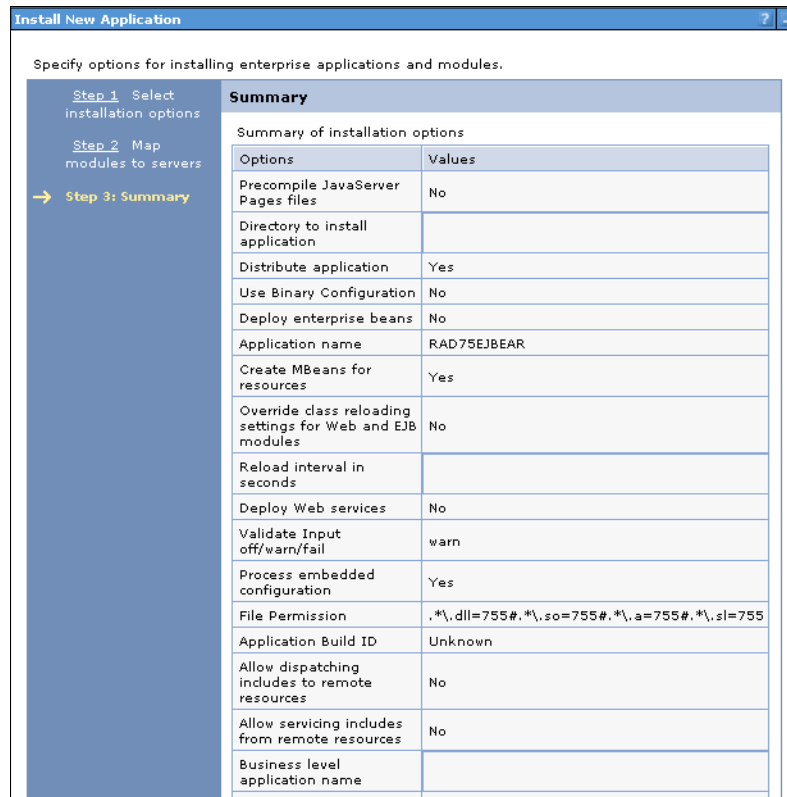 Install New Application
?
Specify options for installing enterprise applications and modules.
Step 1 Select
installation options
Step 2 Map
modules to servers
Step 3: Summary
Summary
Summary of installation options
Options Values
Precompile JavaServer
Pages files
No
Directory to install
application
Distribute application Yes
Use Binary Configuration No
Deploy enterprise beans No
Application name RAD75EJBEAR
Create MBeans for
resources
Yes
Override class reloading
settings for Web and EJB
modules
No
Reload interval in
seconds
Deploy Web services No
Validate Input
off/warn/fail
warn
Process embedded
configuration
Yes
File Permission .*\.dll=755#.*\.so=755#.*\.a=755#.*\.sl=755
Application Build ID Unknown
Allow dispatching
includes to remote
resources
No
Allow servicing includes
from remote resources
No
Business level
application name